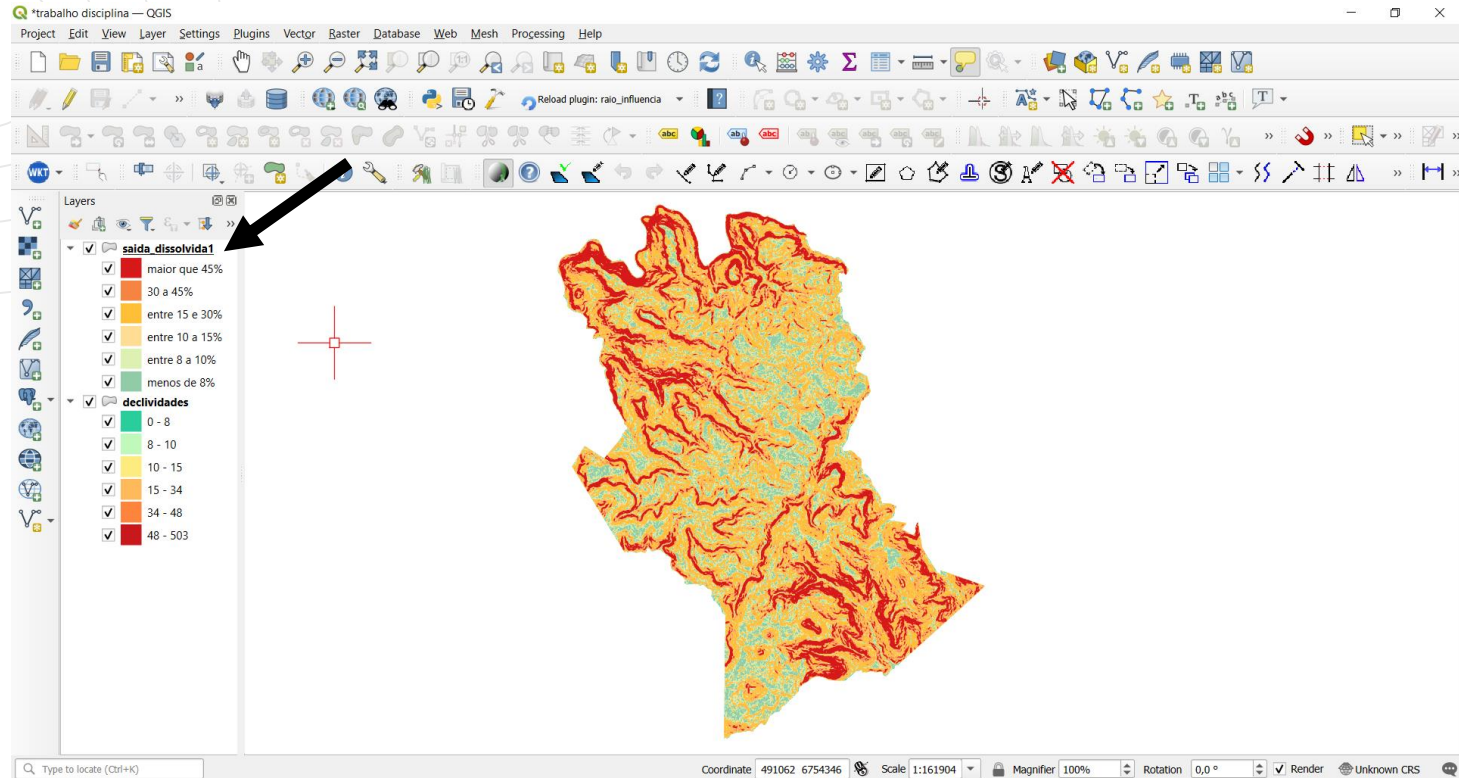 *trabalho disciplina — QGIS
Project Edit View Layer Settings Plugins Vector Raster Database Web Mesh Processing Help
Reload plugin: raio_influencia
WKT
Layers
saida_dissolvida1
maior que 45%
30 a 45%
entre 15 e 30%
entre 10 a 15%
entre 8 a 10%
menos de 8%
declividades
0 - 8
8 - 10
10 - 15
15 - 34
34 - 48
48 - 503
Type to locate (Ctrl+K)
Coordinate 491062 6754346 Scale 1:161904 Magnifier 100% Rotation 0,0 ° Render Unknown CRS